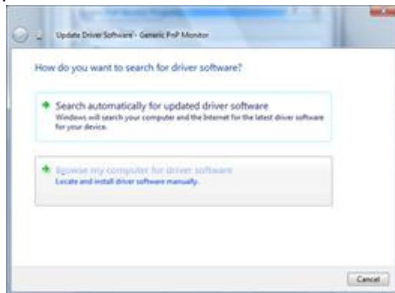 Update Driver Software - Generic PnP Monitor
How do you want to search for driver software?
Search automatically for updated driver software
Windows will search your computer and the Internet for the latest driver software
for your device.
Browse my computer for driver software
Locate and install driver software manually.
Cancel